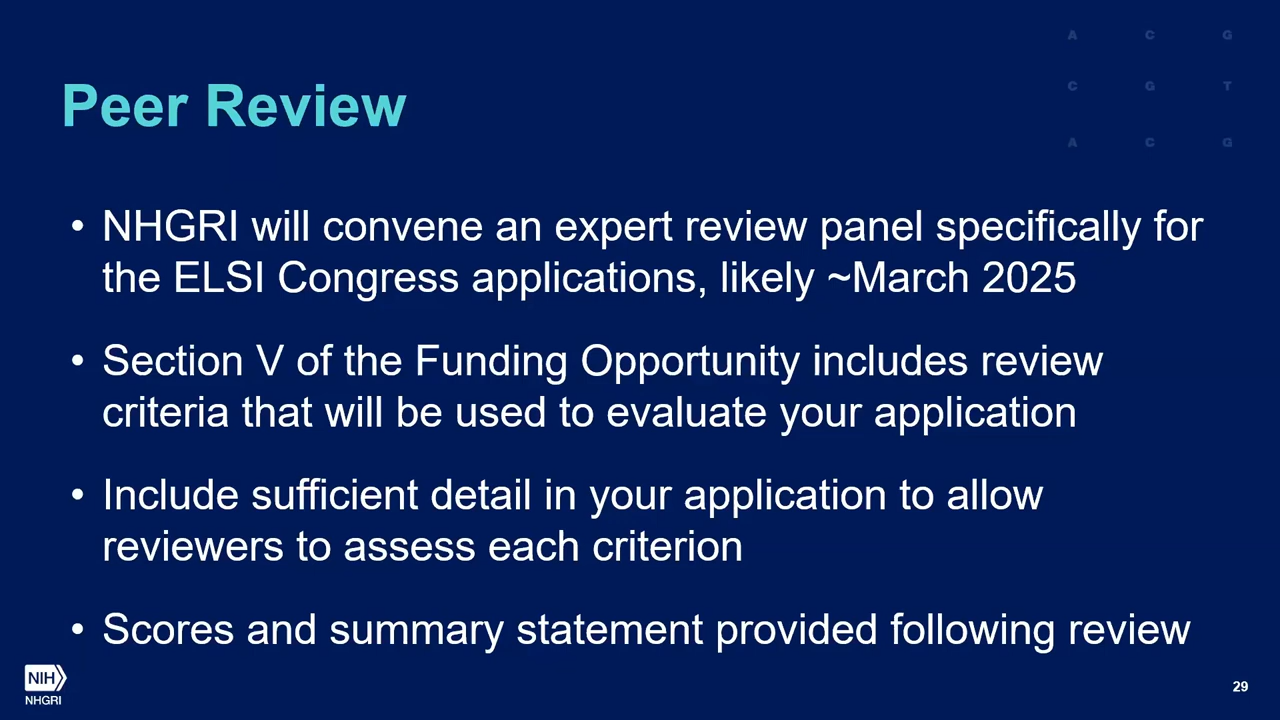 A C G
C G T
A C G
Peer Review
• NHGRI will convene an expert review panel specifically for
the ELSI Congress applications, likely ~March 2025
• Section V of the Funding Opportunity includes review
criteria that will be used to evaluate your application
• Include sufficient detail in your application to allow
reviewers to assess each criterion
• Scores and summary statement provided following review
NIH
NHGRI
29